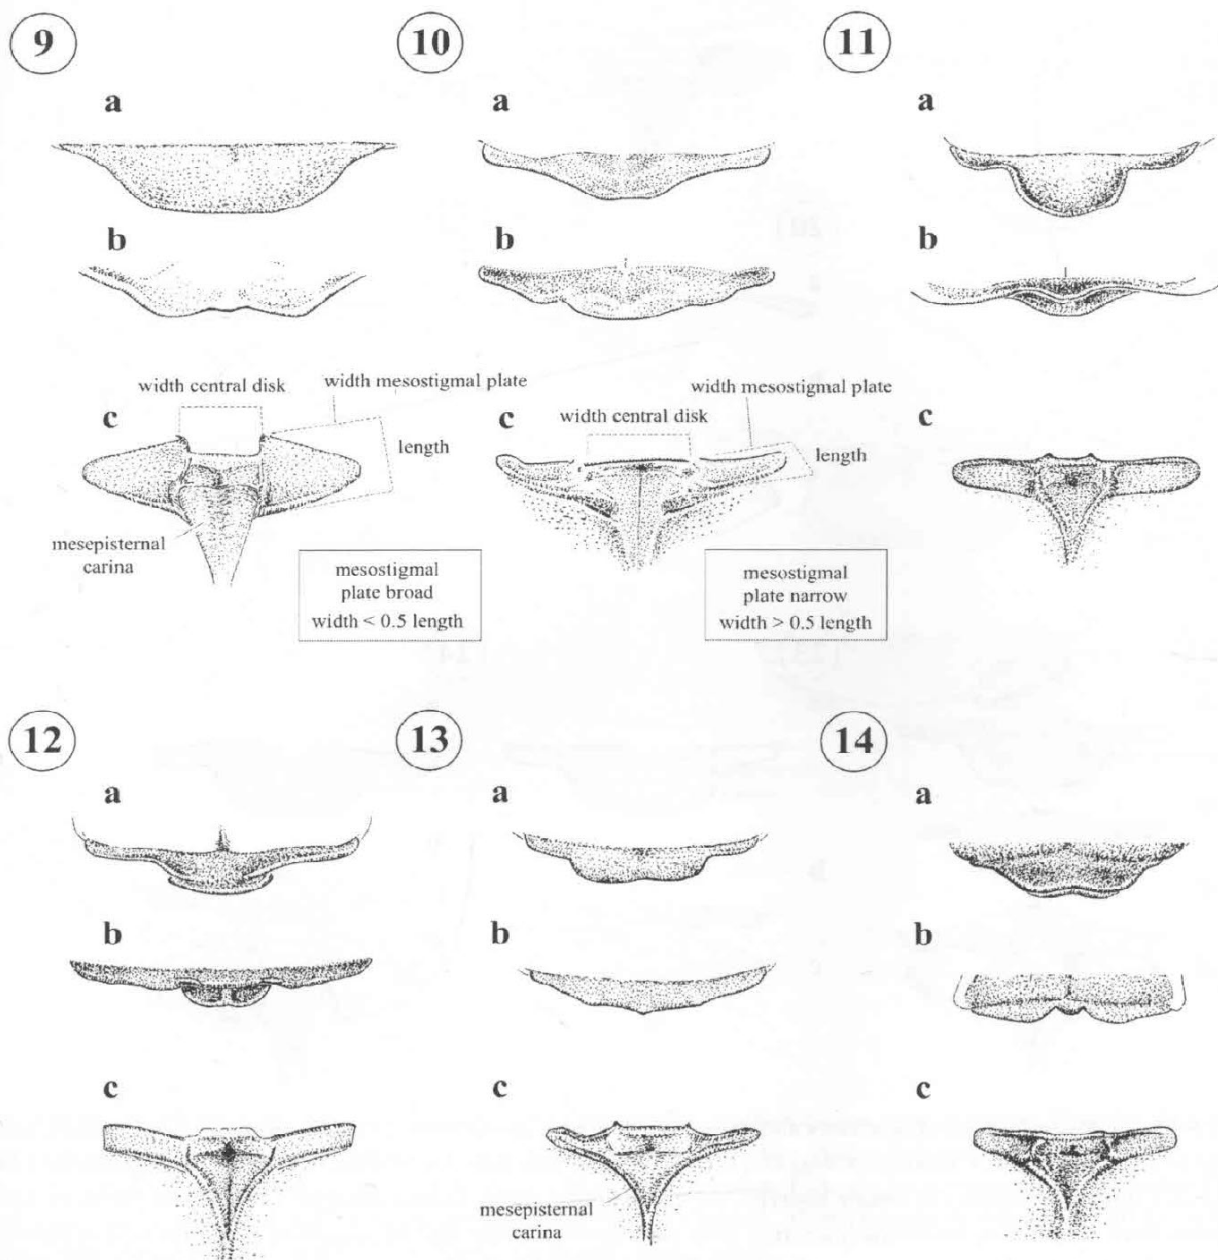 9
10
11
a
a
a
b
b
b
width central disk
width mesostigmal plate
c
length
mesepisternal
carina
mesostigmal
plate broad
width < 0.5 length
width mesostigmal plate
c
width central disk
length
mesostigmal
plate narrow
width > 0.5 length
c
12
13
14
a
a
a
b
b
b
c
c
mesepisternal
carina
c